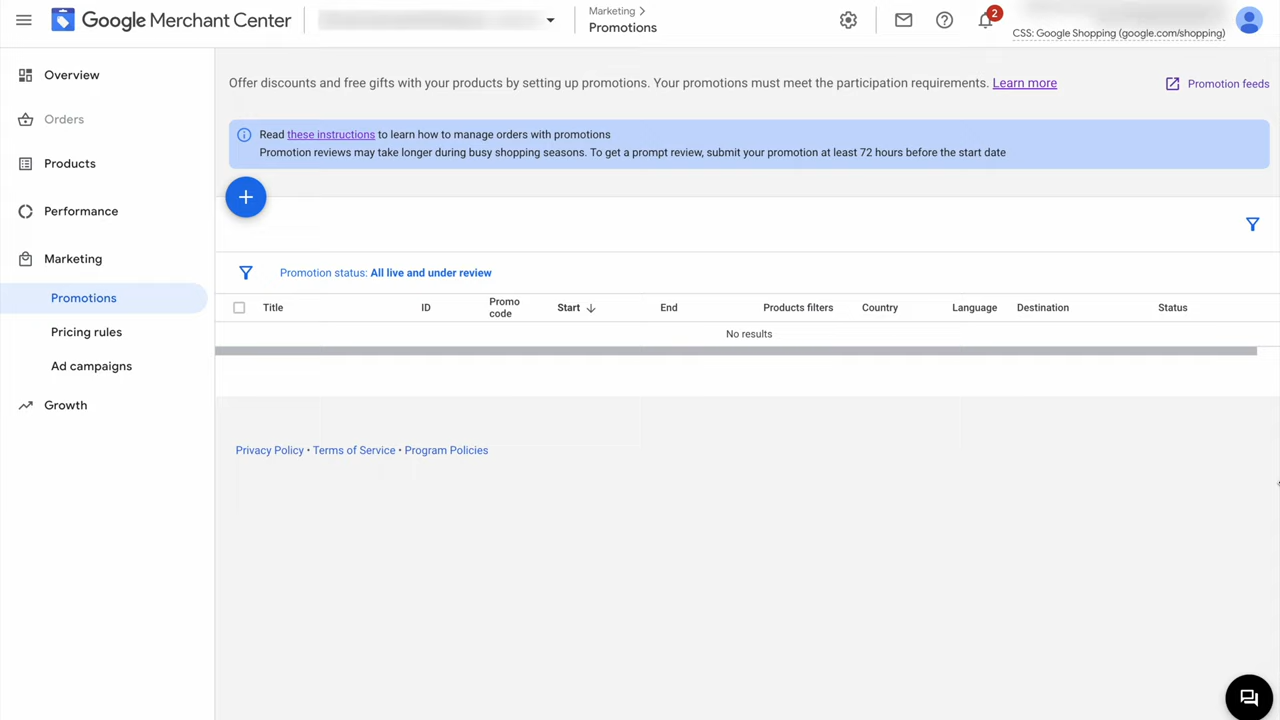 Google Merchant Center
Marketing
Promotions
2
CSS: Google Shopping (google.com/shopping)
Overview
Orders
Products
Performance
Marketing
Promotions
Pricing rules
Ad campaigns
Growth
Offer discounts and free gifts with your products by setting up promotions. Your promotions must meet the participation requirements. Learn more
Promotion feeds
Read these instructions to learn how to manage orders with promotions
Promotion reviews may take longer during busy shopping seasons. To get a prompt review, submit your promotion at least 72 hours before the start date
Promotion status: All live and under review
Title ID Promo code Start End Products filters Country Language Destination Status
No results
Privacy Policy • Terms of Service • Program Policies